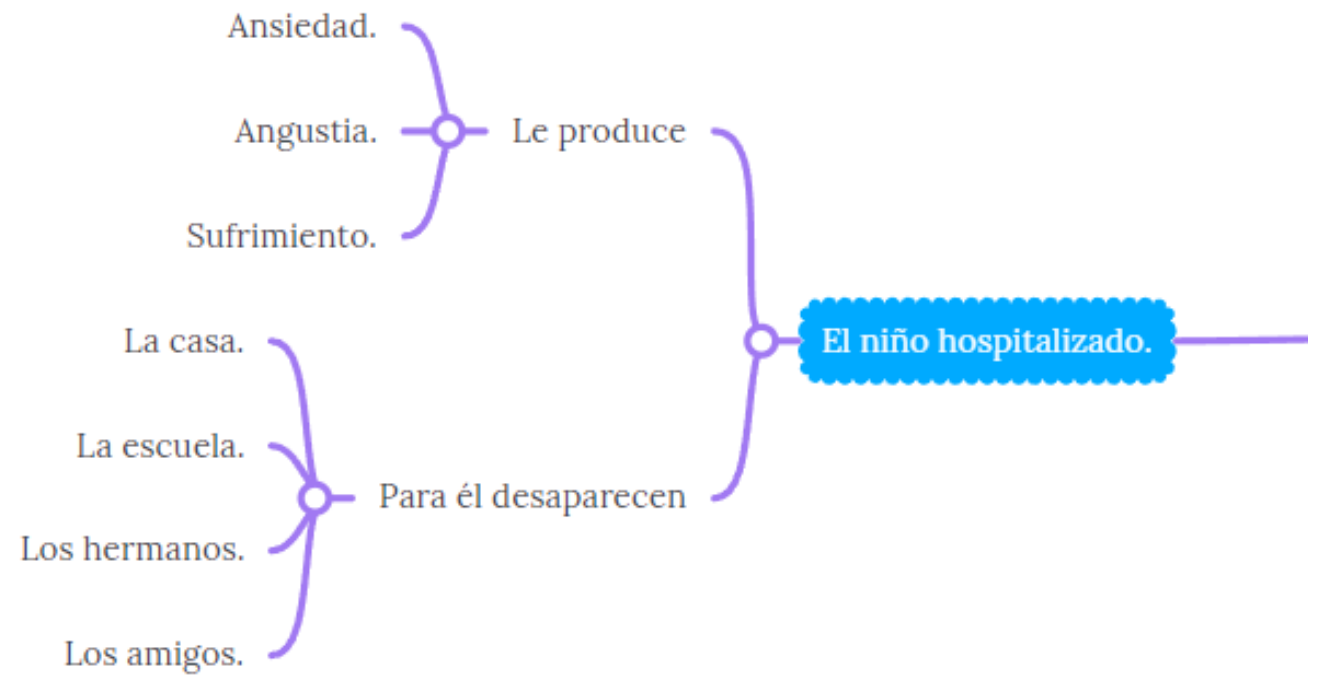 Ansiedad.
Angustia.
Le produce
Sufrimiento.
La casa.
El niño hospitalizado.
La escuela.
Para él desaparecen
Los hermanos.
Los amigos.